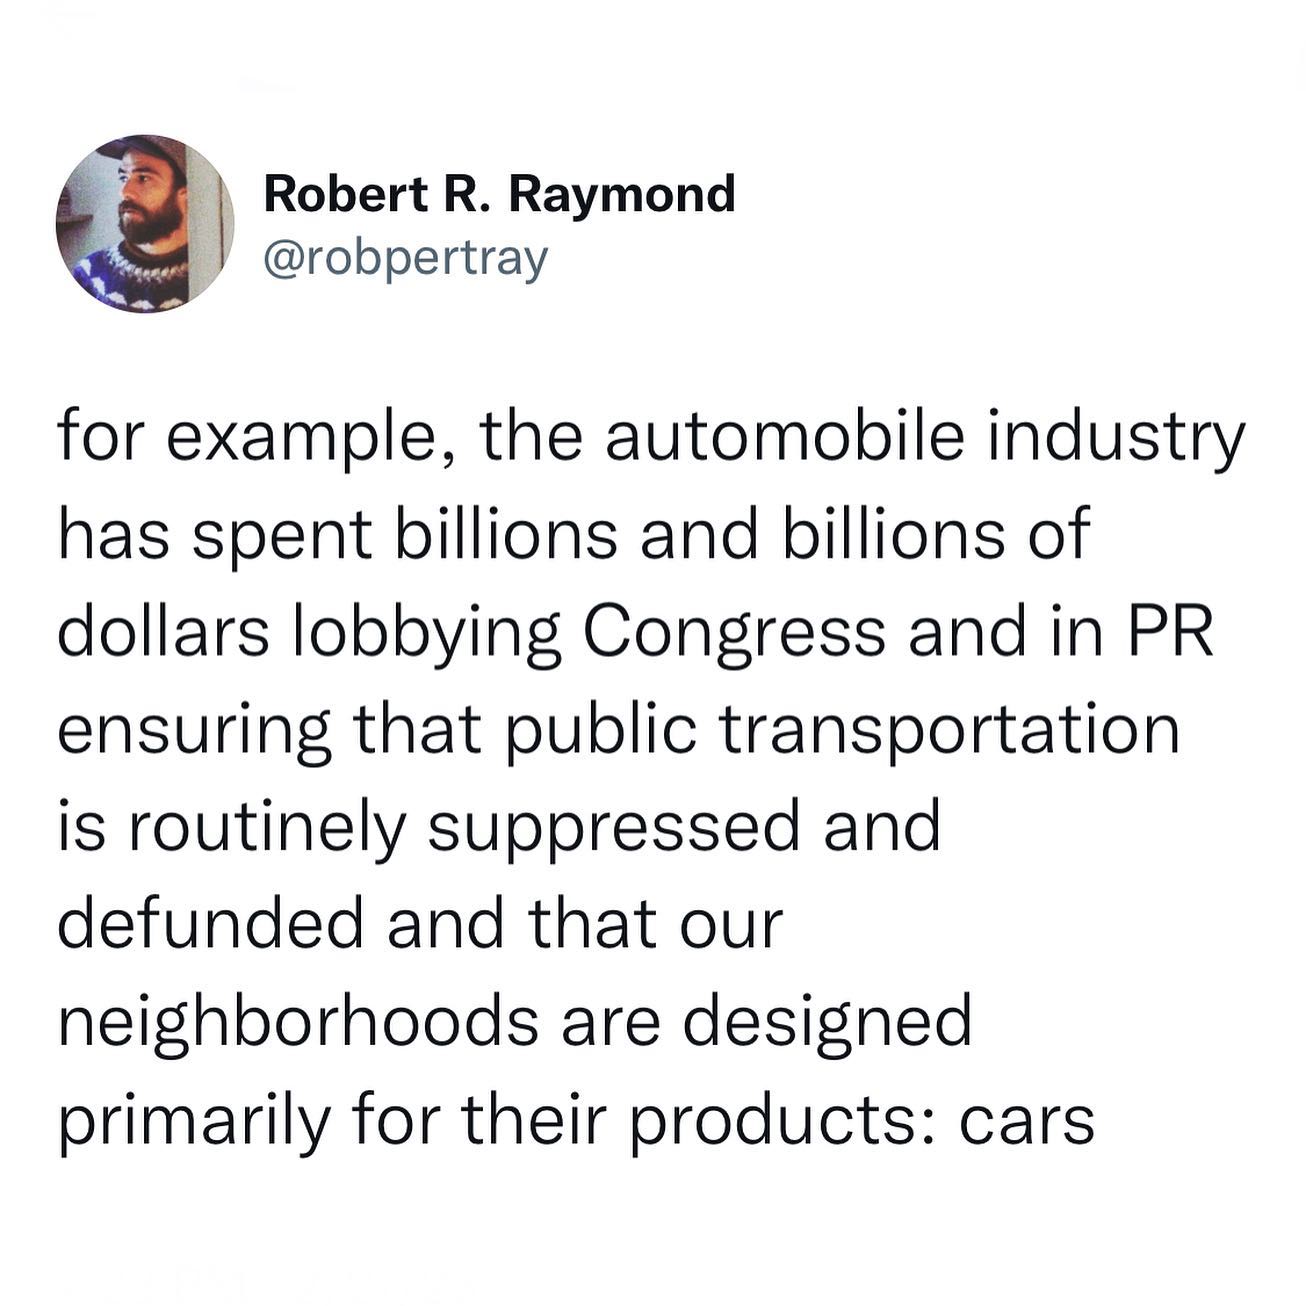 Robert R. Raymond
@robpertray
for example, the automobile industry
has spent billions and billions of
dollars lobbying Congress and in PR
ensuring that public transportation
is routinely suppressed and
defunded and that our
neighborhoods are designed
primarily for their products: cars